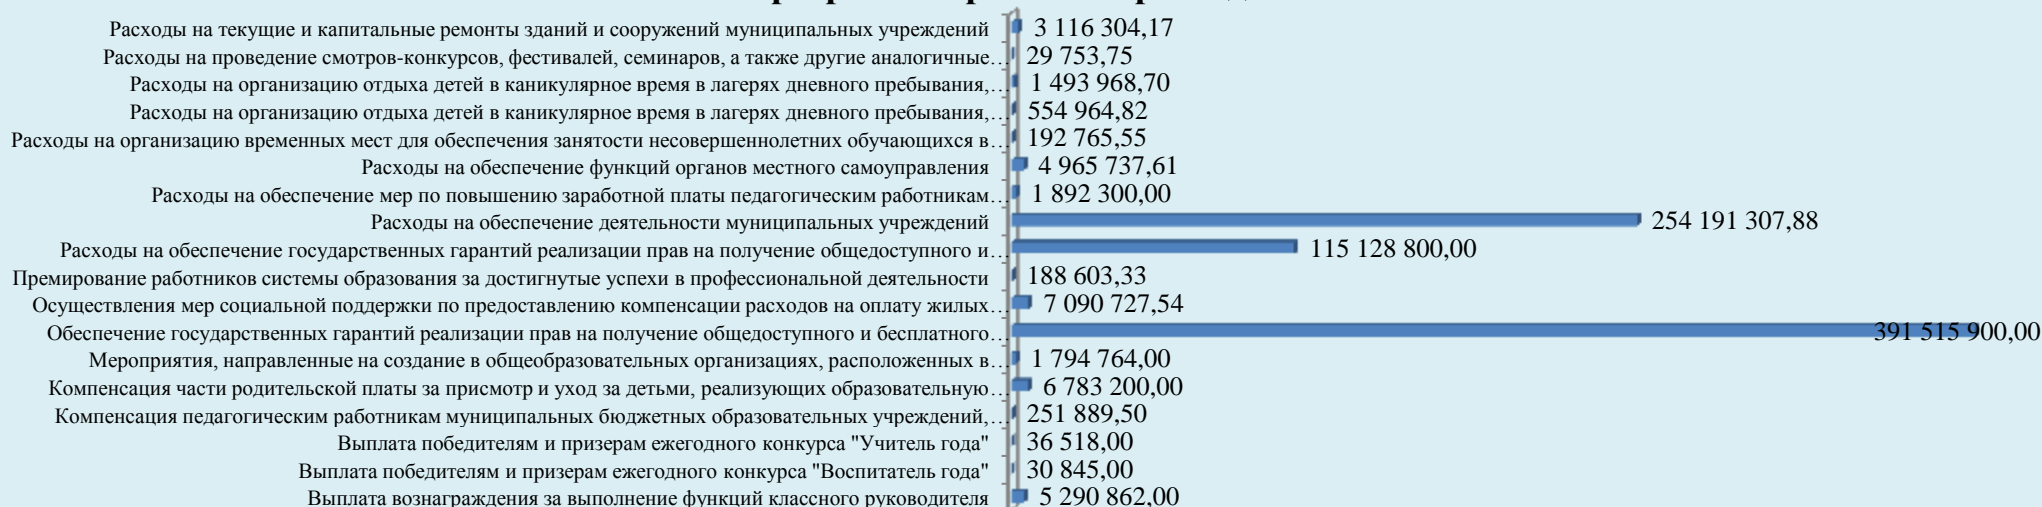 Расходы на текущие и капитальные ремонты зданий и сооружений муниципальных учреждений 3 116 304,17
Расходы на проведение смотров-конкурсов, фестивалей, семинаров, а также другие аналогичные… 29 753,75
Расходы на организацию отдыха детей в каникулярное время в лагерях дневного пребывания,… 1 493 968,70
Расходы на организацию отдыха детей в каникулярное время в лагерях дневного пребывания,… 554 964,82
Расходы на организацию временных мест для обеспечения занятости несовершеннолетних обучающихся в… 192 765,55
Расходы на обеспечение функций органов местного самоуправления 4 965 737,61
Расходы на обеспечение мер по повышению заработной платы педагогическим работникам… 1 892 300,00
Расходы на обеспечение деятельности муниципальных учреждений 254 191 307,88
Расходы на обеспечение государственных гарантий реализации прав на получение общедоступного и… 115 128 800,00
Премирование работников системы образования за достигнутые успехи в профессиональной деятельности 188 603,33
Осуществления мер социальной поддержки по предоставлению компенсации расходов на оплату жилых… 7 090 727,54
Обеспечение государственных гарантий реализации прав на получение общедоступного и бесплатного… 391 515 900,00
Мероприятия, направленные на создание в общеобразовательных организациях, расположенных в… 1 794 764,00
Компенсация части родительской платы за присмотр и уход за детьми, реализующих образовательную… 6 783 200,00
Компенсация педагогическим работникам муниципальных бюджетных образовательных учреждений,… 251 889,50
Выплата победителям и призерам ежегодного конкурса "Учитель года" 36 518,00
Выплата победителям и призерам ежегодного конкурса "Воспитатель года" 30 845,00
Выплата вознаграждения за выполнение функций классного руководителя 5 290 862,00